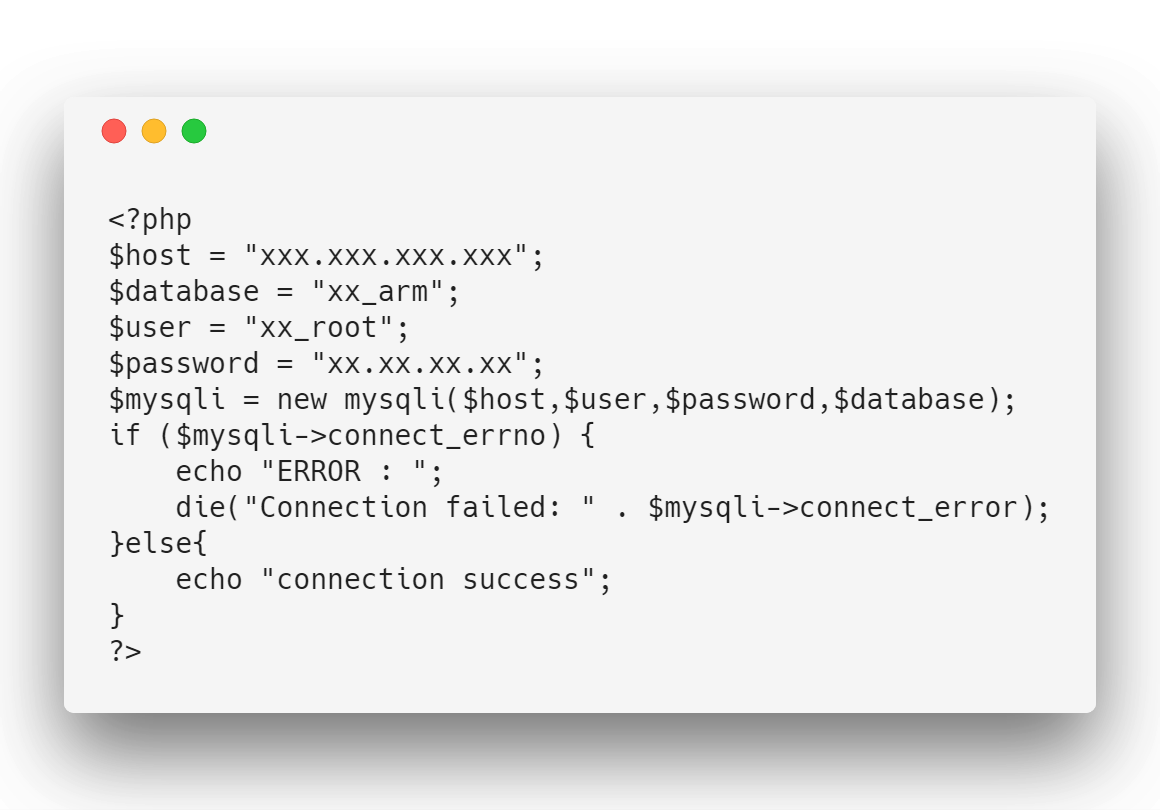 <?php
$host = "xxx.xxx.xxx.xxx";
$database = "xx_arm";
$user = "xx_root";
$password = "xx.xx.xx.xx";
$mysqli = new mysqli($host,$user,$password,$database);
if ($mysqli->connect_errno) {
    echo "ERROR : ";
    die("Connection failed: " . $mysqli->connect_error);
}else{
    echo "connection success";
}
?>